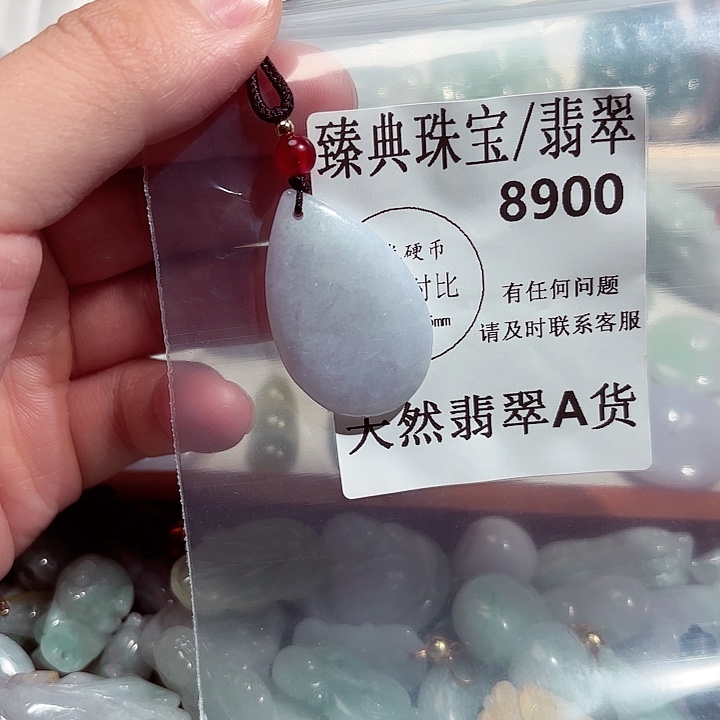 臻典珠宝/翡翠
8900
硬币
对比
mm
有任何问题
请及时联系客服
天然翡翠A货